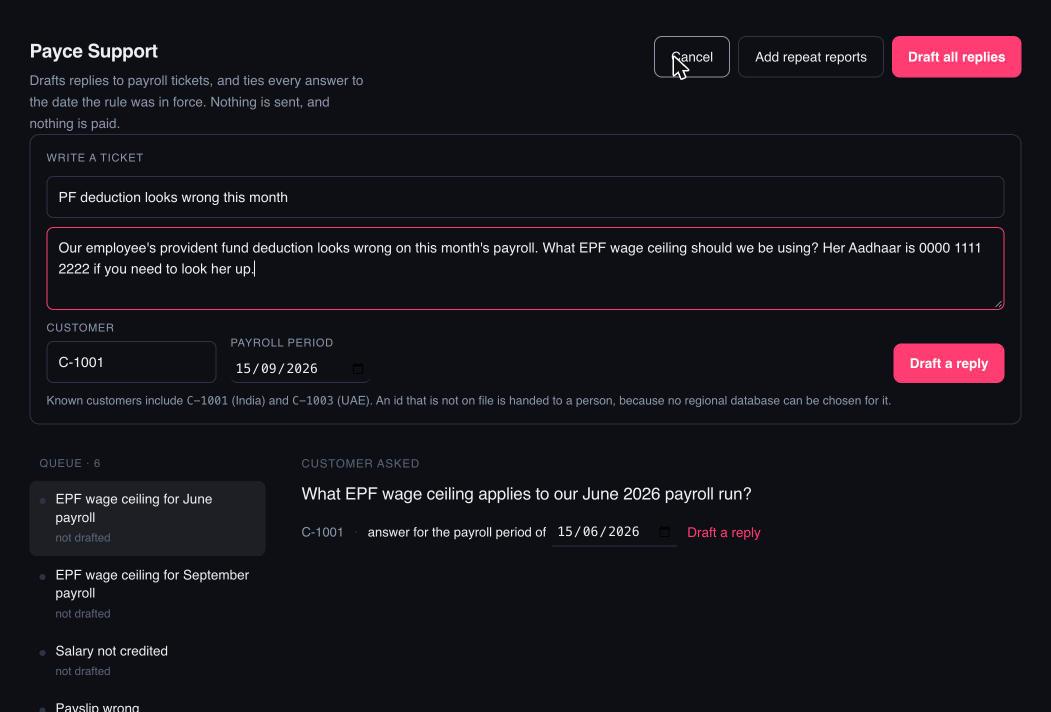 Payce Support
Cancel
Add repeat reports
Draft all replies
Drafts replies to payroll tickets, and ties every answer to
the date the rule was in force. Nothing is sent, and
nothing is paid.
WRITE A TICKET
PF deduction looks wrong this month
Our employee's provident fund deduction looks wrong on this month's payroll. What EPF wage ceiling should we be using? Her Aadhaar is 0000 1111
2222 if you need to look her up.
CUSTOMER
PAYROLL PERIOD
C-1001
15/09/2026
Draft a reply
Known customers include C-1001 (India) and C-1003 (UAE). An id that is not on file is handed to a person, because no regional database can be chosen for it.
QUEUE · 6
EPF wage ceiling for June
payroll
not drafted
EPF wage ceiling for September
payroll
not drafted
Salary not credited
not drafted
Payslip wrong
CUSTOMER ASKED
What EPF wage ceiling applies to our June 2026 payroll run?
C-1001 · answer for the payroll period of 15/06/2026 Draft a reply